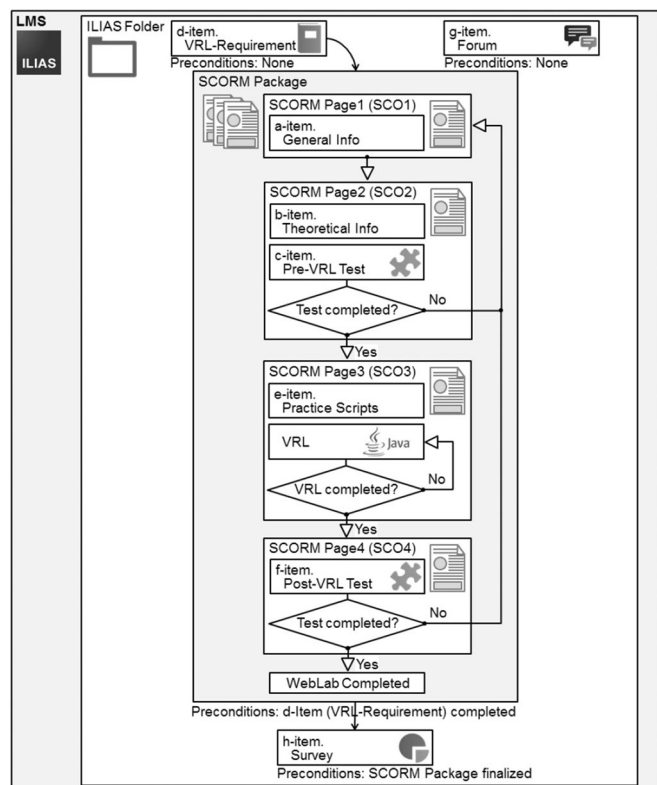 LMS
ILIAS
ILIAS Folder
d-item.
VRL-Requirement
Preconditions: None
g-item.
Forum
Preconditions: None
SCORM Package
SCORM Page1 (SCO1)
a-item.
General Info
SCORM Page2 (SCO2)
b-item.
Theoretical Info
c-item.
Pre-VRL Test
Test completed?
No
Yes
SCORM Page3 (SCO3)
e-item.
Practice Scripts
VRL
Java
VRL completed?
No
Yes
SCORM Page4 (SCO4)
f-item.
Post-VRL Test
Test completed?
No
Yes
WebLab Completed
Preconditions: d-Item (VRL-Requirement) completed
h-item.
Survey
Preconditions: SCORM Package finalized